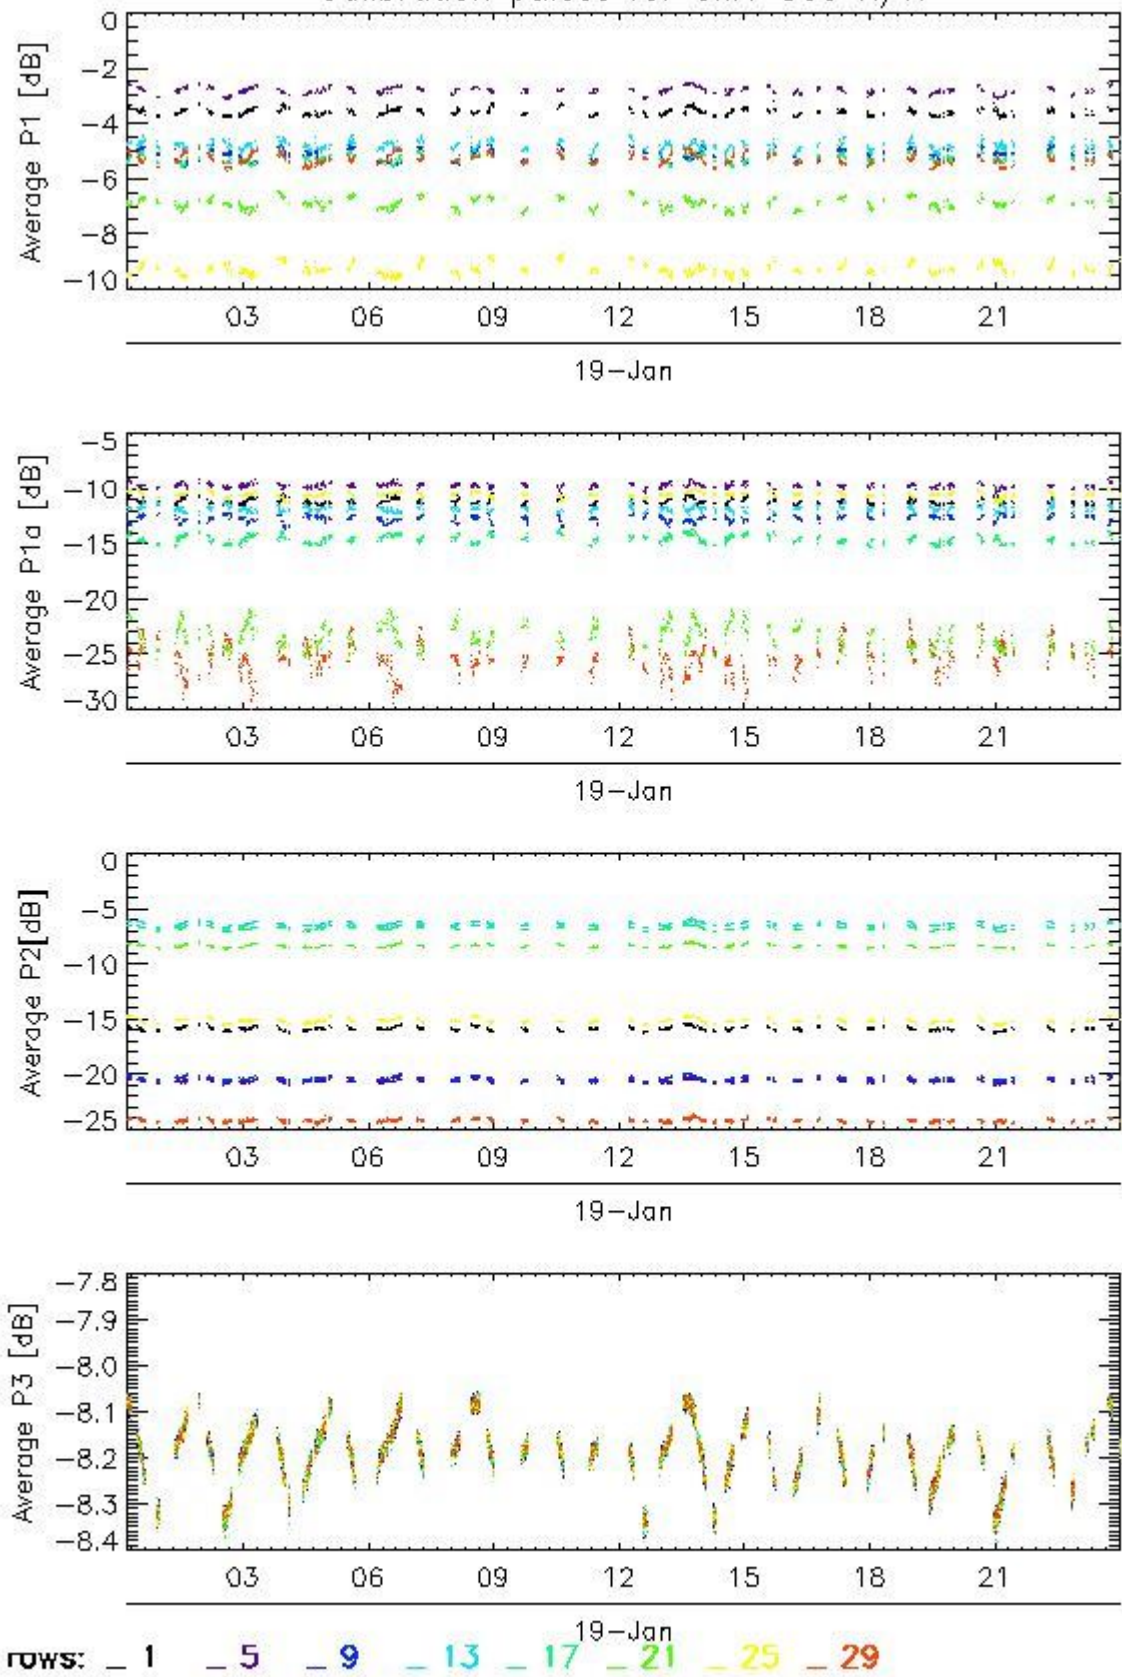 0
-2
-4
-6
-8
-10
Average P1 [dB]
03 06 09 12 15 18 21
19-Jan
-5
-10
-15
-20
-25
-30
Average P1a [dB]
03 06 09 12 15 18 21
19-Jan
0
-5
-10
-15
-20
-25
Average P2[dB]
03 06 09 12 15 18 21
19-Jan
-7.8
-7.9
-8.0
-8.1
-8.2
-8.3
-8.4
Average P3 [dB]
03 06 09 12 15 18 21
19-Jan
rows: _ 1 _ 5 _ 9 _ 13 _ 17 _ 21 _ 25 _ 29